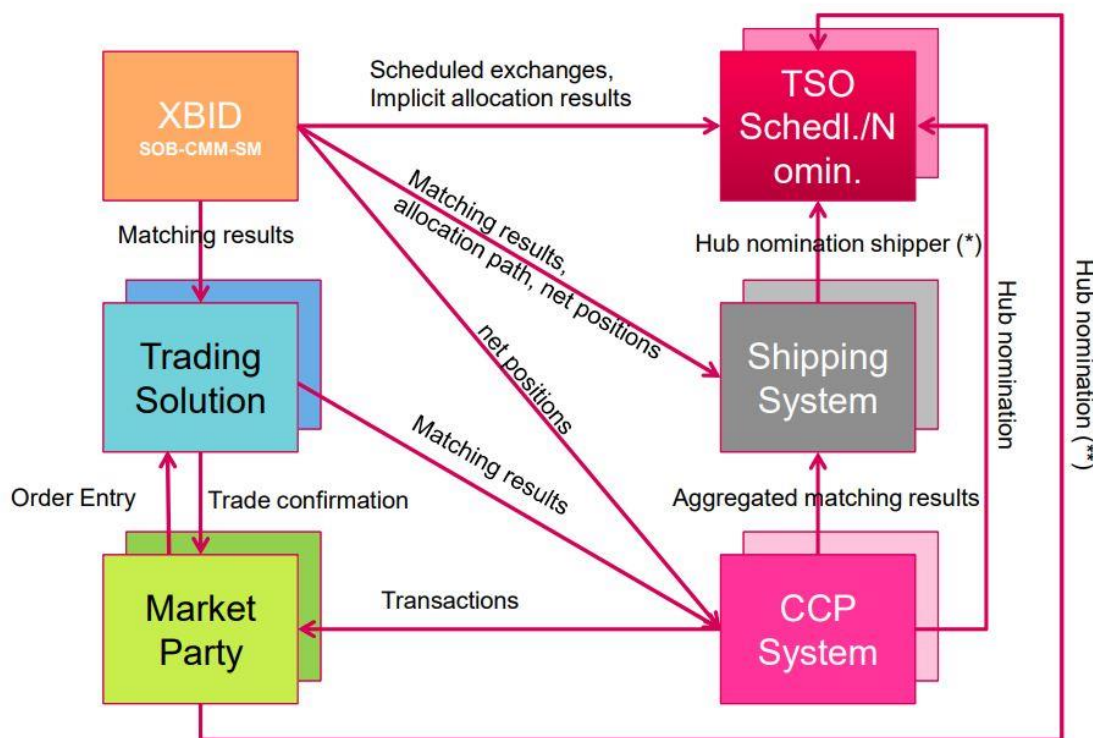 XBID
SOB-CMM-SM
Scheduled exchanges,
Implicit allocation results
TSO
Schedl./N
omin.
Matching results
Matching results,
allocation path, net positions
Hub nomination shipper (*)
Hub nomination
Hub nomination (**)
Trading
Solution
net positions
Shipping
System
Matching results
Order Entry
Trade confirmation
Aggregated matching results
Market
Party
Transactions
CCP
System